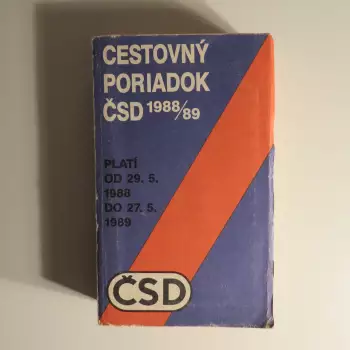 CESTOVNÝ
PORIADOK
ČSD 1988/89
PLATÍ
OD 29. 5.
1988
DO 27. 5.
1989
ČSD